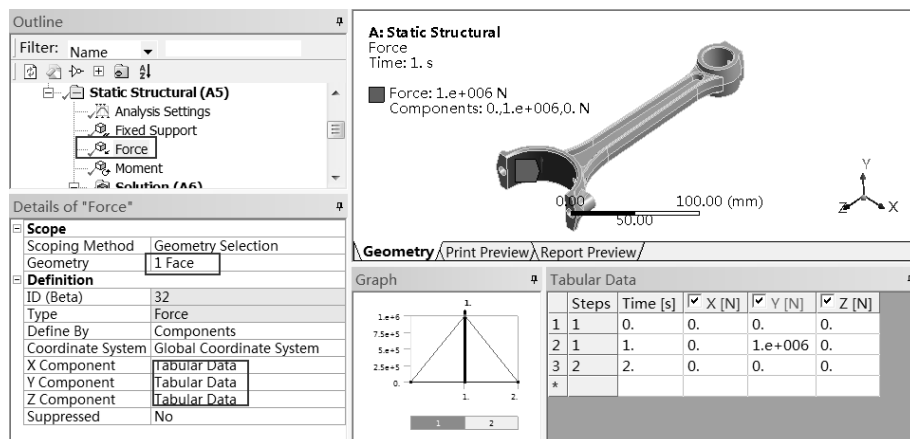 Outline
Filter: Name
Static Structural (A5)
Analysis Settings
Fixed Support
Force
Moment
Solution (A6)
Details of "Force"
Scope
Scoping Method Geometry Selection
Geometry 1 Face
Definition
ID (Beta) 32
Type Force
Define By Components
Coordinate System Global Coordinate System
X Component Tabular Data
Y Component Tabular Data
Z Component Tabular Data
Suppressed No
A: Static Structural
Force
Time: 1. s
Force: 1.e+006 N
Components: 0.,1.e+006,0. N
0.00 100.00 (mm)
50.00
Y
Z X
Geometry Print Preview Report Preview
Graph
1.
1.e+6
7.5e+5
5.e+5
2.5e+5
0.
1. 2.
1 2
Tabular Data
Steps Time [s] X [N] Y [N] Z [N]
1 1 0. 0. 0. 0.
2 1 1. 0. 1.e+006 0.
3 2 2. 0. 0. 0.
*